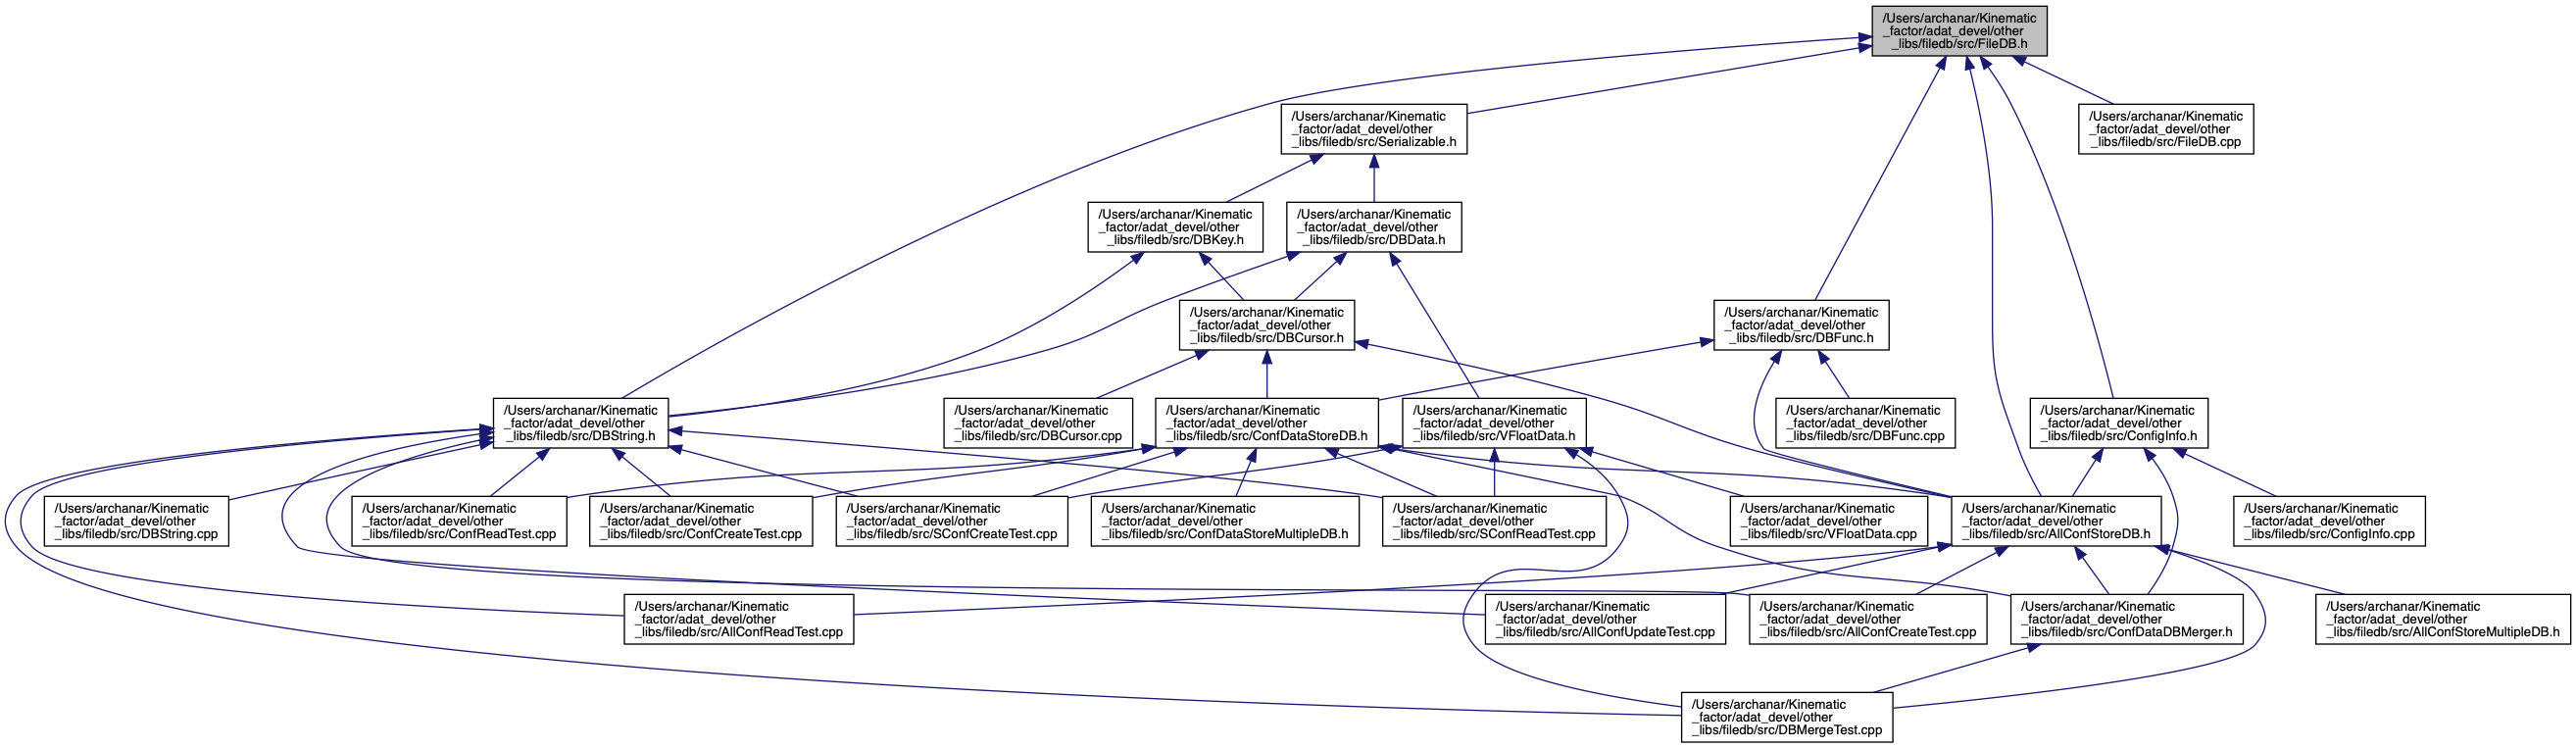 /Users/archanar/Kinematic
_factor/adat_devel/other
_libs/filedb/src/FileDB.h
/Users/archanar/Kinematic
_factor/adat_devel/other
_libs/filedb/src/Serializable.h
/Users/archanar/Kinematic
_factor/adat_devel/other
_libs/filedb/src/FileDB.cpp
/Users/archanar/Kinematic
_factor/adat_devel/other
_libs/filedb/src/DBKey.h
/Users/archanar/Kinematic
_factor/adat_devel/other
_libs/filedb/src/DBData.h
/Users/archanar/Kinematic
_factor/adat_devel/other
_libs/filedb/src/DBCursor.h
/Users/archanar/Kinematic
_factor/adat_devel/other
_libs/filedb/src/DBFunc.h
/Users/archanar/Kinematic
_factor/adat_devel/other
_libs/filedb/src/DBString.h
/Users/archanar/Kinematic
_factor/adat_devel/other
_libs/filedb/src/DBCursor.cpp
/Users/archanar/Kinematic
_factor/adat_devel/other
_libs/filedb/src/ConfDataStoreDB.h
/Users/archanar/Kinematic
_factor/adat_devel/other
_libs/filedb/src/VFloatData.h
/Users/archanar/Kinematic
_factor/adat_devel/other
_libs/filedb/src/DBFunc.cpp
/Users/archanar/Kinematic
_factor/adat_devel/other
_libs/filedb/src/ConfigInfo.h
/Users/archanar/Kinematic
_factor/adat_devel/other
_libs/filedb/src/DBString.cpp
/Users/archanar/Kinematic
_factor/adat_devel/other
_libs/filedb/src/ConfReadTest.cpp
/Users/archanar/Kinematic
_factor/adat_devel/other
_libs/filedb/src/ConfCreateTest.cpp
/Users/archanar/Kinematic
_factor/adat_devel/other
_libs/filedb/src/SConfCreateTest.cpp
/Users/archanar/Kinematic
_factor/adat_devel/other
_libs/filedb/src/ConfDataStoreMultipleDB.h
/Users/archanar/Kinematic
_factor/adat_devel/other
_libs/filedb/src/SConfReadTest.cpp
/Users/archanar/Kinematic
_factor/adat_devel/other
_libs/filedb/src/VFloatData.cpp
/Users/archanar/Kinematic
_factor/adat_devel/other
_libs/filedb/src/AllConfStoreDB.h
/Users/archanar/Kinematic
_factor/adat_devel/other
_libs/filedb/src/ConfigInfo.cpp
/Users/archanar/Kinematic
_factor/adat_devel/other
_libs/filedb/src/AllConfReadTest.cpp
/Users/archanar/Kinematic
_factor/adat_devel/other
_libs/filedb/src/AllConfUpdateTest.cpp
/Users/archanar/Kinematic
_factor/adat_devel/other
_libs/filedb/src/AllConfCreateTest.cpp
/Users/archanar/Kinematic
_factor/adat_devel/other
_libs/filedb/src/ConfDataDBMerger.h
/Users/archanar/Kinematic
_factor/adat_devel/other
_libs/filedb/src/AllConfStoreMultipleDB.h
/Users/archanar/Kinematic
_factor/adat_devel/other
_libs/filedb/src/DBMergeTest.cpp